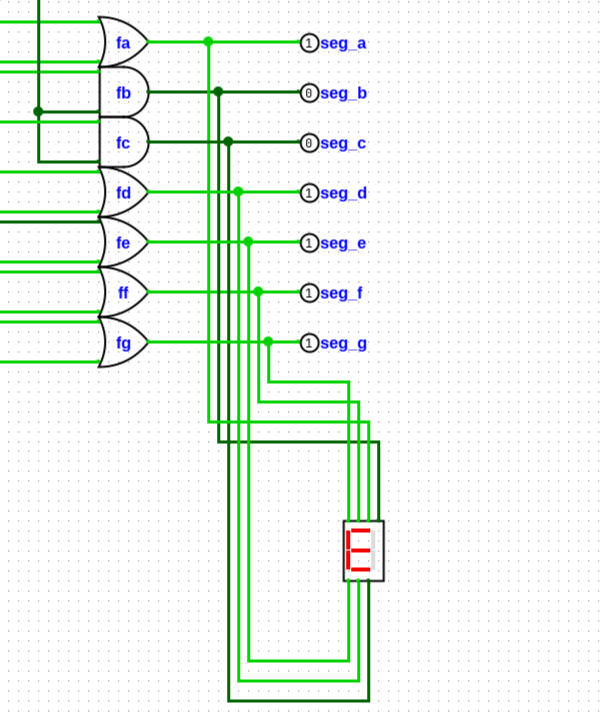 fa 1 seg_a
fb 0 seg_b
fc 0 seg_c
fd 1 seg_d
fe 1 seg_e
ff 1 seg_f
fg 1 seg_g
E